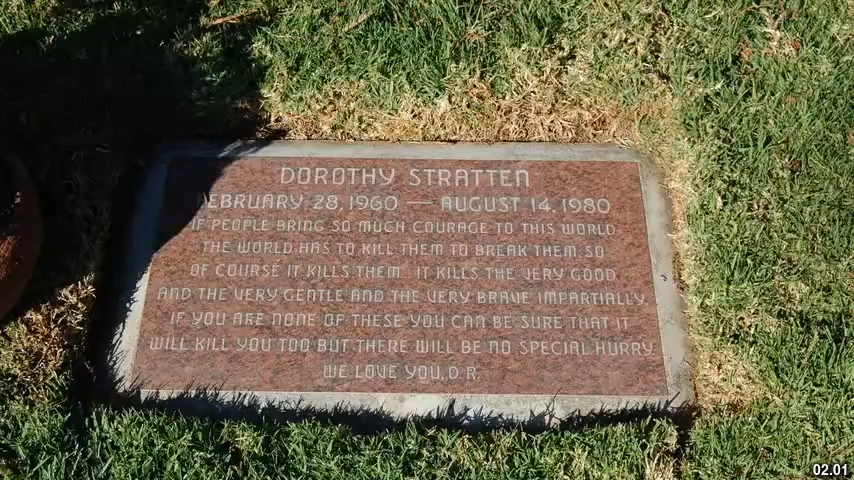 DOROTHY STRATTEN
FEBRUARY 28, 1960 — AUGUST 14, 1980
IF PEOPLE BRING SO MUCH COURAGE TO THIS WORLD
THE WORLD HAS TO KILL THEM TO BREAK THEM, SO
OF COURSE IT KILLS THEM. IT KILLS THE VERY GOOD
AND THE VERY GENTLE AND THE VERY BRAVE IMPARTIALLY.
IF YOU ARE NONE OF THESE YOU CAN BE SURE THAT IT
WILL KILL YOU TOO BUT THERE WILL BE NO SPECIAL HURRY
WE LOVE YOU, D.R.
02.01